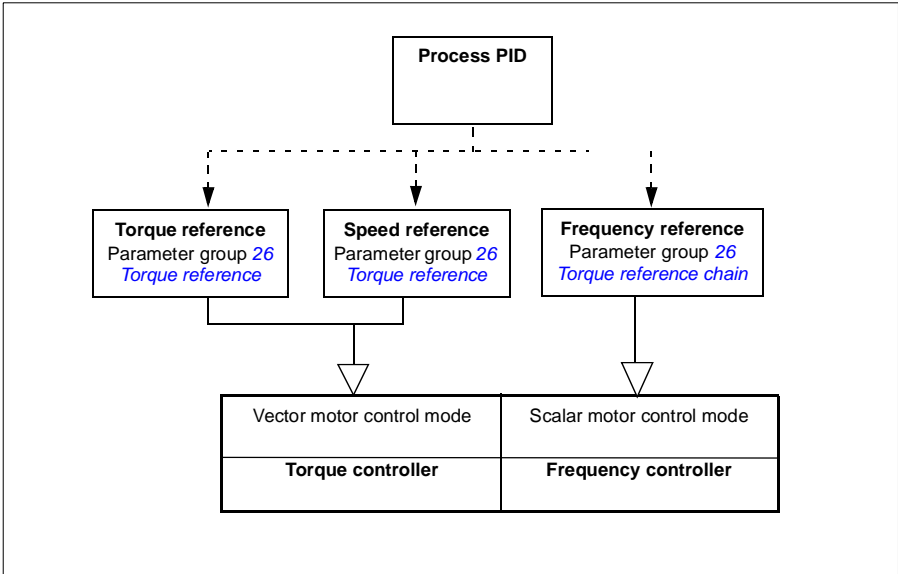 Process PID
Torque reference
Parameter group 26
Torque reference
Speed reference
Parameter group 26
Torque reference
Frequency reference
Parameter group 26
Torque reference chain
Vector motor control mode
Scalar motor control mode
Torque controller
Frequency controller